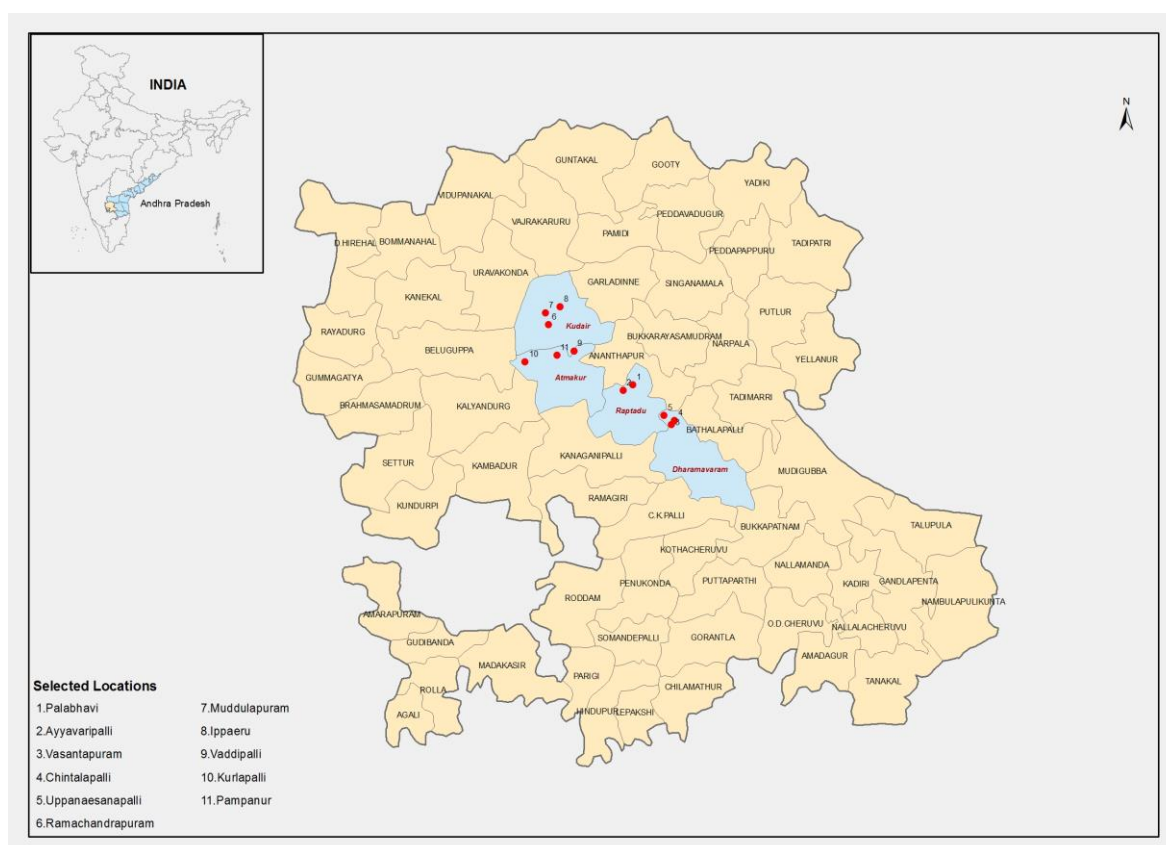 INDIA
Andhra Pradesh
N
GUNTAKAL
GOOTY
YADIKI
VIDUPANAKAL
VAJRAKARURU
PEDDAVADUGUR
PAMIDI
D.HIREHAL
BOMMANAHAL
PEDDAPAPPURU
TADIPATRI
URAVAKONDA
GARLADINNE
SINGANAMALA
KANEKAL
PUTLUR
7
8
6
Kudair
RAYADURG
BUKKARAYASAMUDRAM
NARPALA
BELUGUPPA
10
11
9
ANANTHAPUR
YELLANUR
GUMMAGATYA
Atmakur
1
2
BRAHMASAMADRUM
KALYANDURG
TADIMARRI
Raptadu
5
4
3
BATHALAPALLI
SETTUR
KAMBADUR
KANAGANIPALLI
Dharamavaram
MUDIGUBBA
KUNDURPI
RAMAGIRI
C.K.PALLI
BUKKAPATNAM
TALUPULA
KOTHACHERUVU
NALLAMANDA
PENUKONDA
PUTTAPARTHI
KADIRI
GANDLAPENTA
RODDAM
NAMBULAPULIKUNTA
AMARAPURAM
O.D.CHERUVU
NALLALACHERUVU
GUDIBANDA
SOMANDEPALLI
GORANTLA
MADAKASIR
AMADAGUR
PARIGI
TANAKAL
ROLLA
CHILAMATHUR
AGALI
HINDUPUR
LEPAKSHI
Selected Locations
1.Palabhavi
2.Ayyavaripalli
3.Vasantapuram
4.Chintalapalli
5.Uppanaesanapalli
6.Ramachandrapuram
7.Muddulapuram
8.Ippaeru
9.Vaddipalli
10.Kurlapalli
11.Pampanur